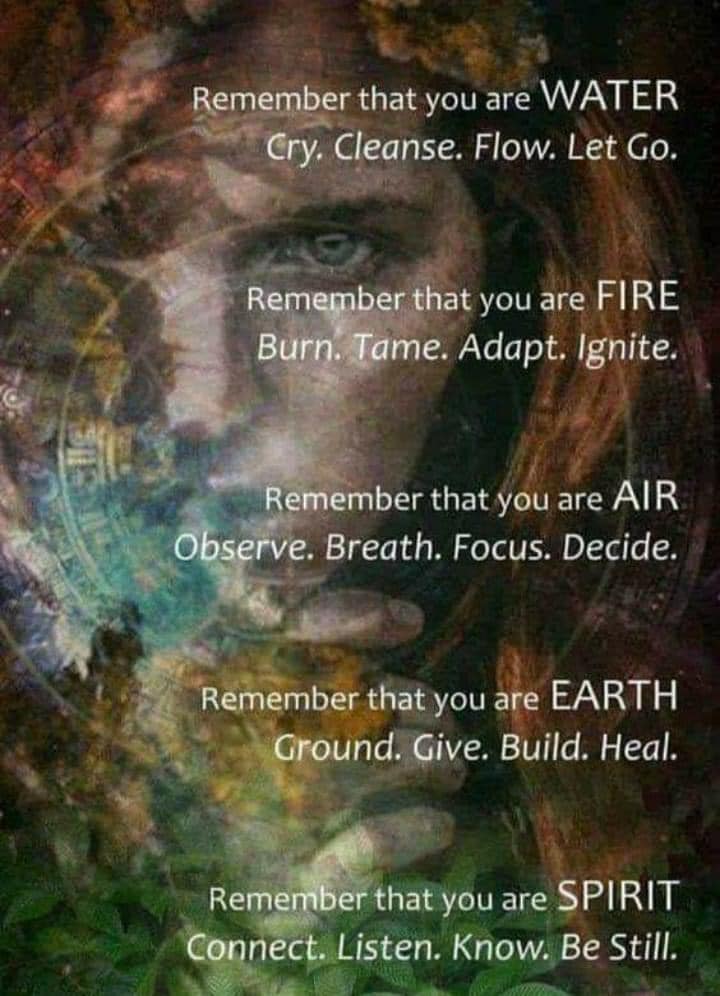 Remember that you are WATER
Cry. Cleanse. Flow. Let Go.
Remember that you are FIRE
Burn. Tame. Adapt. Ignite.
Remember that you are AIR
Observe. Breath. Focus. Decide.
Remember that you are EARTH
Ground. Give. Build. Heal.
Remember that you are SPIRIT
Connect. Listen. Know. Be Still.